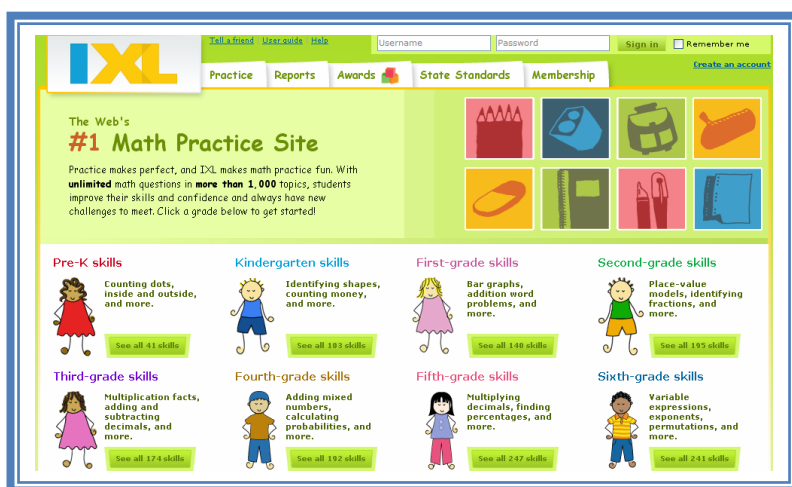 Tell a friend User guide Help
Username
Password
Sign in
Remember me
IXL
Create an account
Practice
Reports
Awards
State Standards
Membership
The Web's
#1 Math Practice Site
Practice makes perfect, and IXL makes math practice fun. With
unlimited math questions in more than 1,000 topics, students
improve their skills and confidence and always have new
challenges to meet. Click a grade below to get started!
Pre-K skills
Counting dots,
inside and outside,
and more.
See all 41 skills
Kindergarten skills
Identifying shapes,
counting money,
and more.
See all 103 skills
First-grade skills
Bar graphs,
addition word
problems, and
more.
See all 140 skills
Second-grade skills
Place-value
models, identifying
fractions, and
more.
See all 195 skills
Third-grade skills
Multiplication facts,
adding and
subtracting
decimals, and
more.
See all 174 skills
Fourth-grade skills
Adding mixed
numbers,
calculating
probabilities, and
more.
See all 192 skills
Fifth-grade skills
Multiplying
decimals, finding
percentages, and
more.
See all 247 skills
Sixth-grade skills
Variable
expressions,
exponents,
permutations, and
more.
See all 241 skills